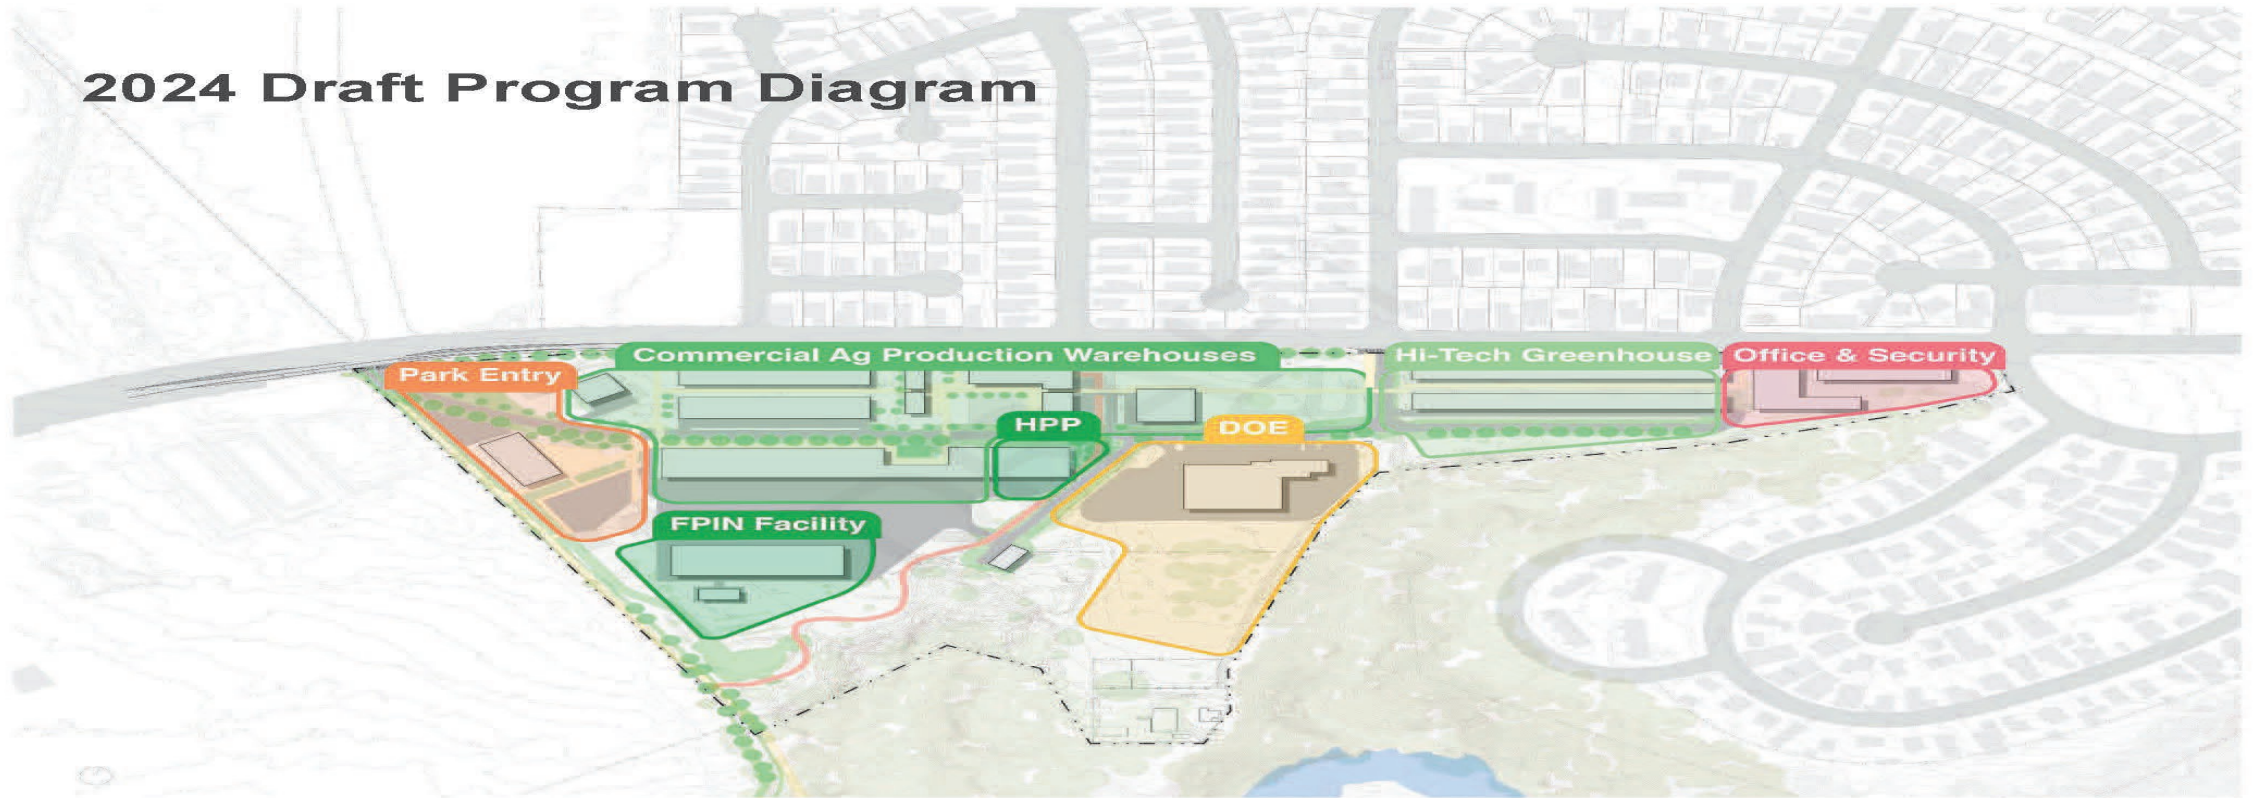 2024 Draft Program Diagram
Commercial Ag Production Warehouses
Hi-Tech Greenhouse
Office & Security
Park Entry
HPP
DOE
FPIN Facility